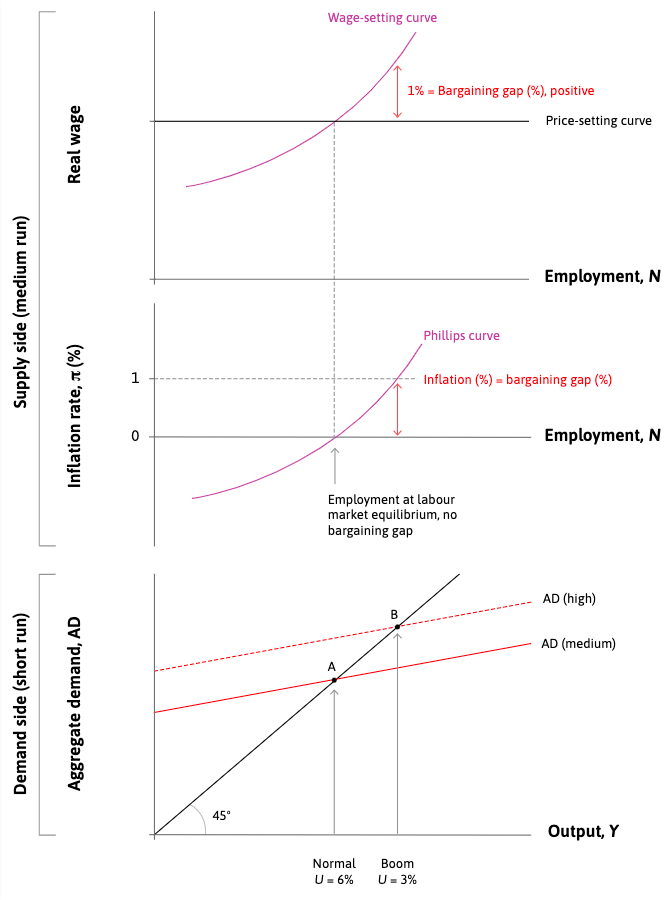 Wage-setting curve
1% = Bargaining gap (%), positive
Price-setting curve
Real wage
Employment, N
Supply side (medium run)
Phillips curve
1
Inflation (%) = bargaining gap (%)
Inflation rate, π (%)
0
Employment, N
Employment at labour
market equilibrium, no
bargaining gap
AD (high)
B
AD (medium)
A
Demand side (short run)
Aggregate demand, AD
45°
Output, Y
Normal
U = 6%
Boom
U = 3%